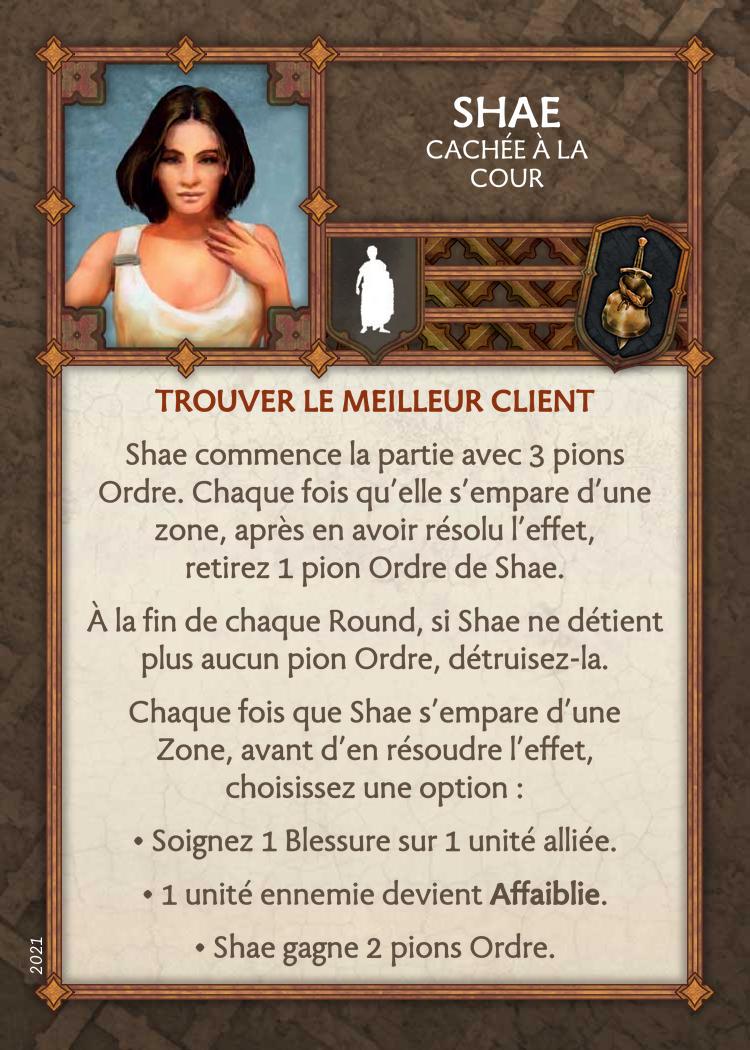 SHAE
CACHÉE À LA
COUR
TROUVER LE MEILLEUR CLIENT
Shae commence la partie avec 3 pions
Ordre. Chaque fois qu'elle s'empare d'une
zone, après en avoir résolu l'effet,
retirez 1 pion Ordre de Shae.
À la fin de chaque Round, si Shae ne détient
plus aucun pion Ordre, détruisez-la.
Chaque fois que Shae s'empare d'une
Zone, avant d'en résoudre l'effet,
choisissez une option :
• Soignez 1 Blessure sur 1 unité alliée.
• 1 unité ennemie devient Affaiblie.
• Shae gagne 2 pions Ordre.
2021